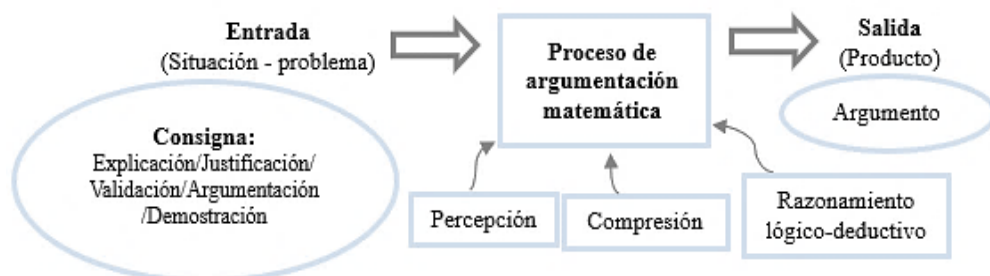 Entrada
(Situación - problema)
Consigna:
Explicación/Justificación/
Validación/Argumentación
/Demostración
Proceso de
argumentación
matemática
Percepción
Compresión
Razonamiento
lógico-deductivo
Salida
(Producto)
Argumento